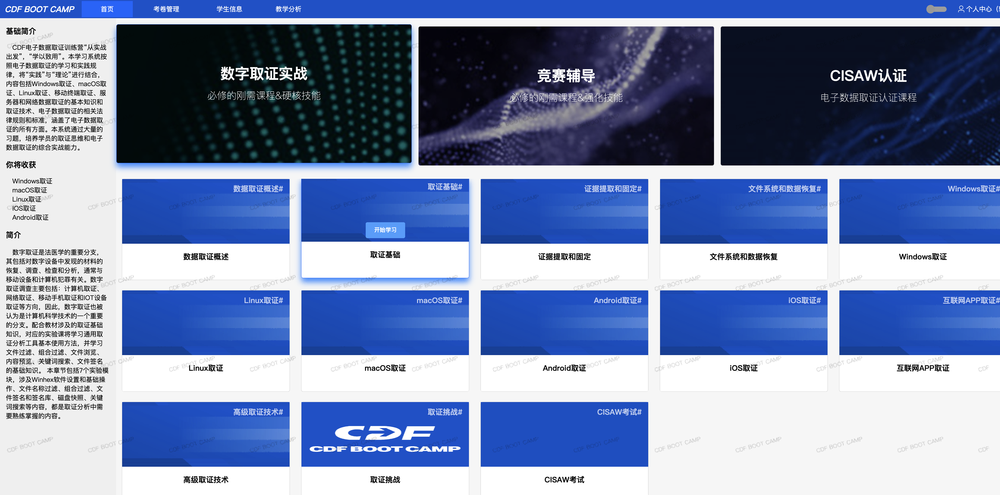 CDF BOOT CAMP
首页
考卷管理
学生信息
教学分析
个人中心
基础简介
CDF电子数据取证训练营“从实战
出发”，“学以致用”。本学习系统按
照电子数据取证的学习和实践规
律，将“实践”与“理论”进行结合，
内容包括Windows取证、macOS取
证、Linux取证、移动终端取证、服
务器和网络数据取证的基本知识和
取证技术、电子数据取证的相关法
律规则和标准，涵盖了电子数据取
证的所有方面。本系统通过大量的
习题，培养学员的取证思维和电子
数据取证的综合实战能力。
你将收获
Windows取证
macOS取证
Linux取证
IOS取证
Android取证
简介
数字取证是法医学的重要分支，
其包括对数字设备中发现的材料的
恢复、调查、检查和分析，通常与
移动设备和计算机犯罪有关。数字
取证调查主要包括：计算机取证、
网络取证、移动手机取证和IOT设备
取证等方向，因此，数字取证也被
认为是计算机科学技术的一个重要
的分支。配合教材涉及的取证基础
知识，对应的实验课将学习通用取
证分析工具基本使用方法，并学习
文件过滤、组合过滤、文件浏览、
内容预览、关键词搜索、文件签名
的基础知识。 本章节包括7个实验模
块，涉及Winhex软件设置和基础操
作、文件名称过滤、组合过滤、文
件签名和签名库、磁盘快照、关键
词搜索等内容，都是取证分析中需
要熟练掌握的内容。
数字取证实战
必修的刚需课程&硬核技能
竞赛辅导
必修的刚需课程&强化技能
CISAW认证
电子数据取证认证课程
数据取证概述#
数据取证概述
取证基础#
开始学习
取证基础
证据提取和固定#
证据提取和固定
文件系统和数据恢复#
文件系统和数据恢复
Windows取证#
Windows取证
Linux取证#
Linux取证
macOS取证#
macOS取证
Android取证#
Android取证
iOS取证#
iOS取证
互联网APP取证#
互联网APP取证
高级取证技术#
高级取证技术
取证挑战#
CDF
CDF BOOT CAMP
取证挑战
CISAW考试#
CISAW考试